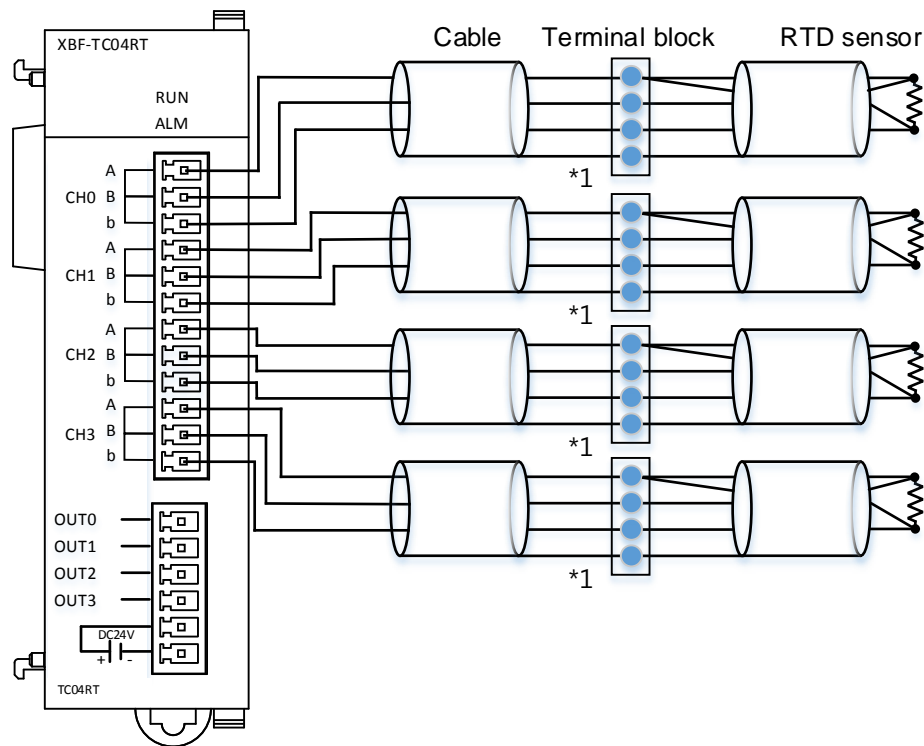 XBF-TC04RT
RUN
ALM
Cable
Terminal block
RTD sensor
A
CH0 B
b
A
CH1 B
b
A
CH2 B
b
A
CH3 B
b
*1
*1
*1
*1
OUT0
OUT1
OUT2
OUT3
DC24V
+ -
TC04RT